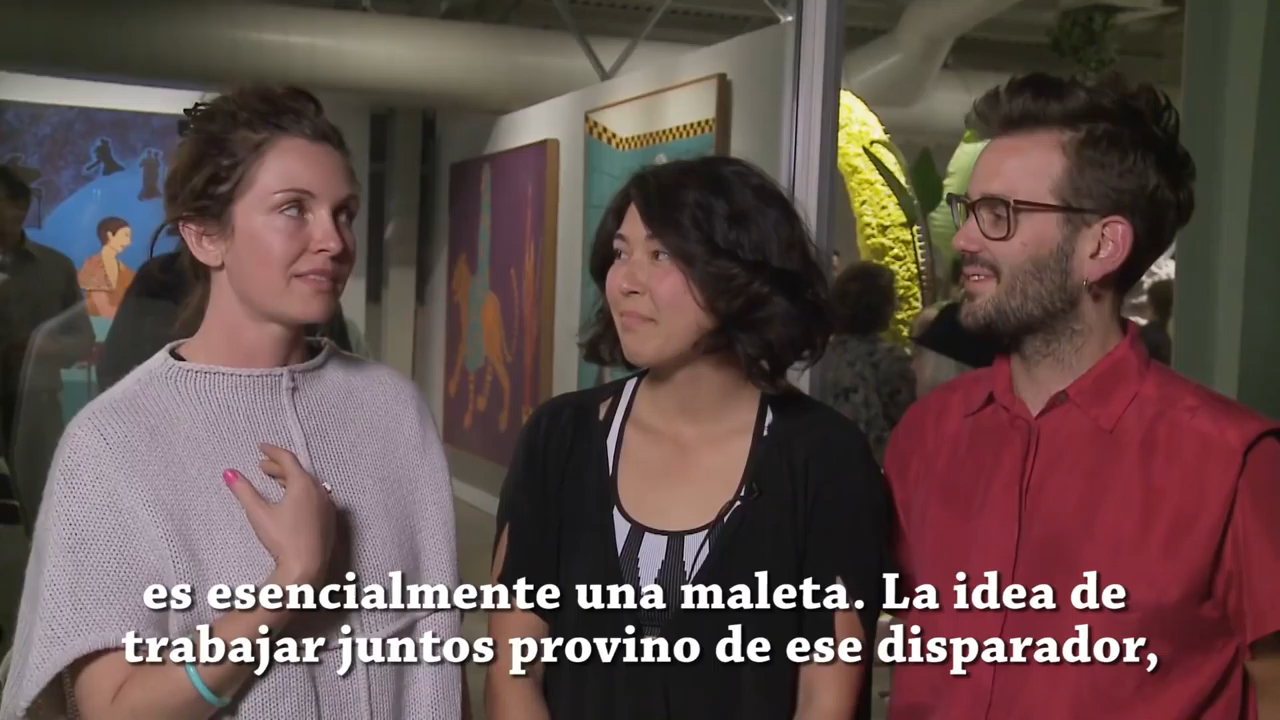 es esencialmente una maleta. La idea de
trabajar juntos provino de ese disparador,